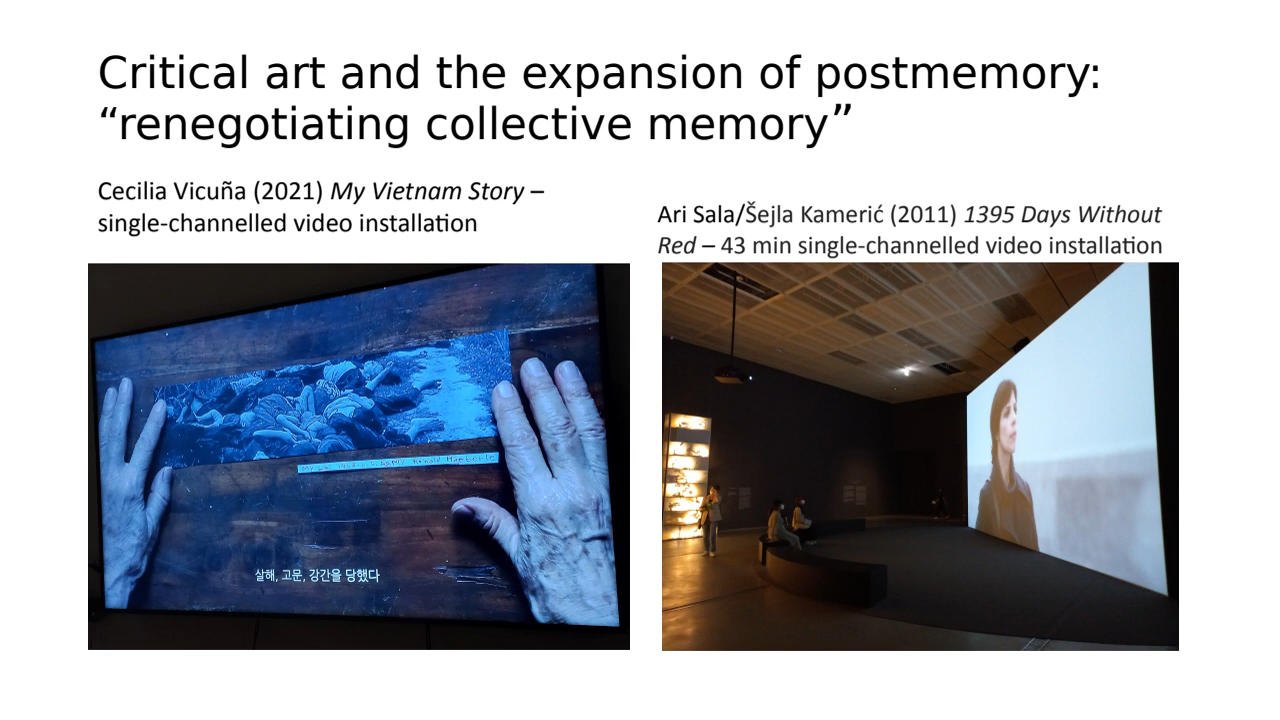 Critical art and the expansion of postmemory:
“renegotiating collective memory”
Cecilia Vicuña (2021) My Vietnam Story –
single-channelled video installation
Ari Sala/Šejla Kamerić (2011) 1395 Days Without
Red – 43 min single-channelled video installation
Ronald Haeberle
살해, 고문, 강간을 당했다